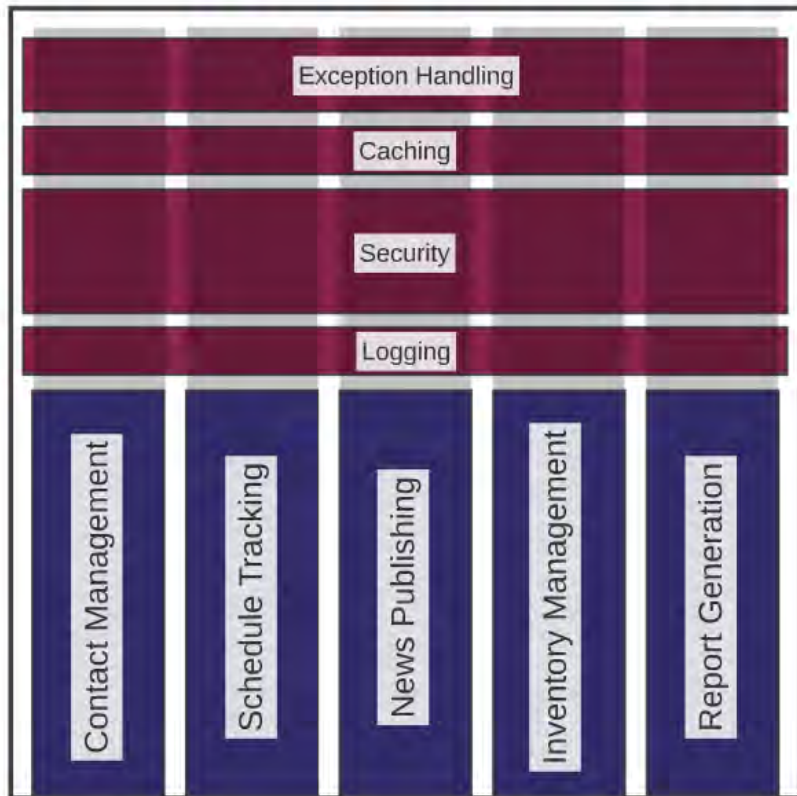 Exception Handling
Caching
Security
Logging
Contact Management
Schedule Tracking
News Publishing
Inventory Management
Report Generation